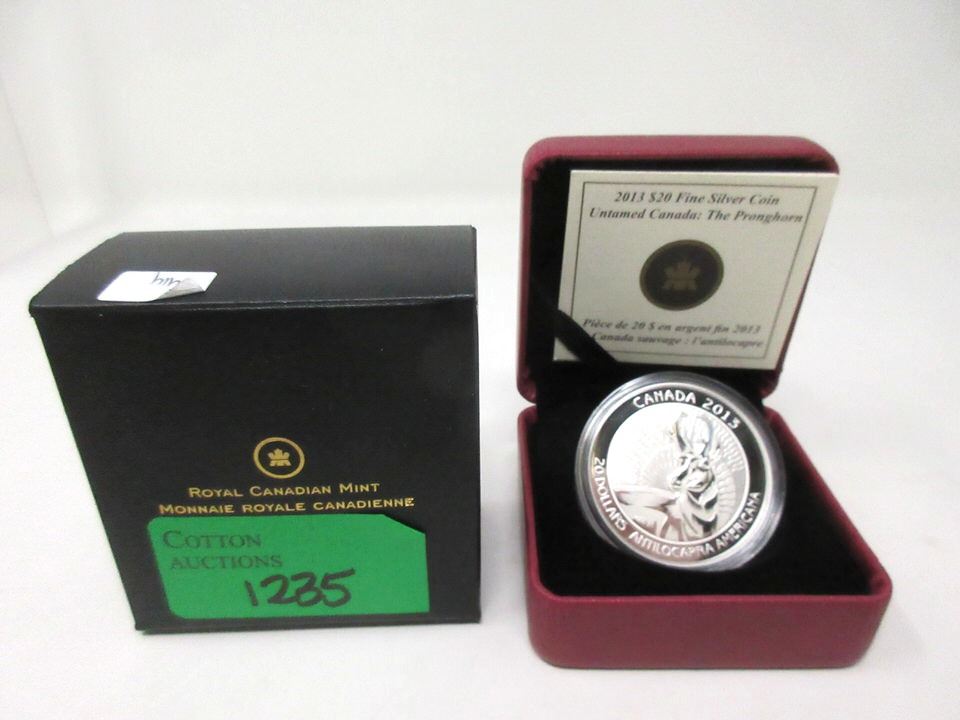 ROYAL CANADIAN MINT
MONNAIE ROYALE CANADIENNE
COTTON
AUCTIONS
1235
2013 $20 Fine Silver Coin
Untamed Canada: The Pronghorn
Pièce de 20 $ en argent fin 2013
Canada sauvage : l'antilocapre
CANADA 2013
20 DOLLARS ANTILOCAPRA AMERICANA